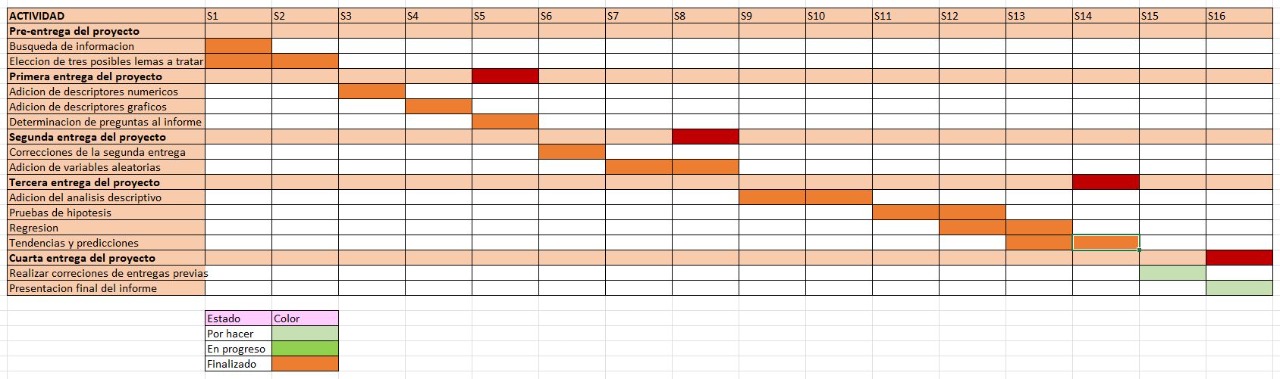 ACTIVIDAD S1 S2 S3 S4 S5 S6 S7 S8 S9 S10 S11 S12 S13 S14 S15 S16
Pre-entrega del proyecto
Busqueda de informacion
Eleccion de tres posibles lemas a tratar
Primera entrega del proyecto
Adicion de descriptores numericos
Adicion de descriptores graficos
Determinacion de preguntas al informe
Segunda entrega del proyecto
Correcciones de la segunda entrega
Adicion de variables aleatorias
Tercera entrega del proyecto
Adicion del analisis descriptivo
Pruebas de hipotesis
Regresion
Tendencias y predicciones
Cuarta entrega del proyecto
Realizar correciones de entregas previas
Presentacion final del informe
Estado Color
Por hacer
En progreso
Finalizado